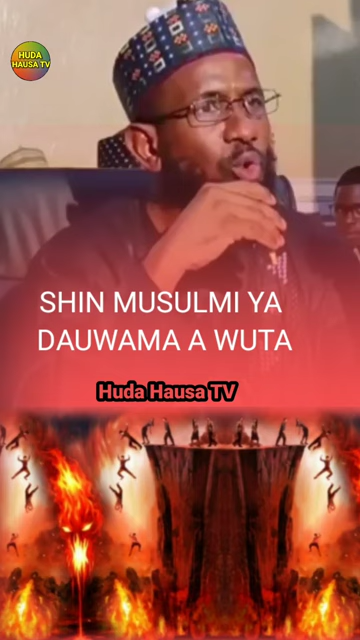 HUDA
HAUSA TV
SHIN MUSULMI YA
DAUWAMA A WUTA
Huda Hausa TV